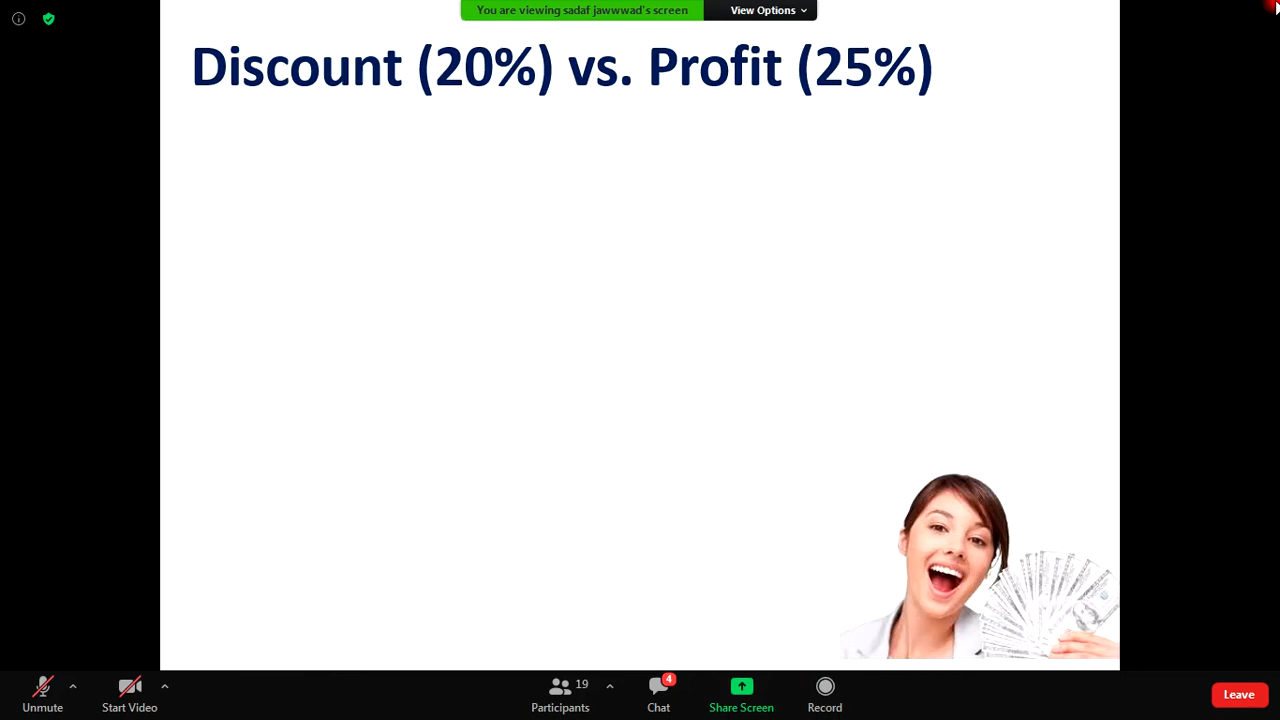 You are viewing sadaf jawwwad's screen View Options
Discount (20%) vs. Profit (25%)
19
4
Unmute Start Video Participants Chat Share Screen Record Leave